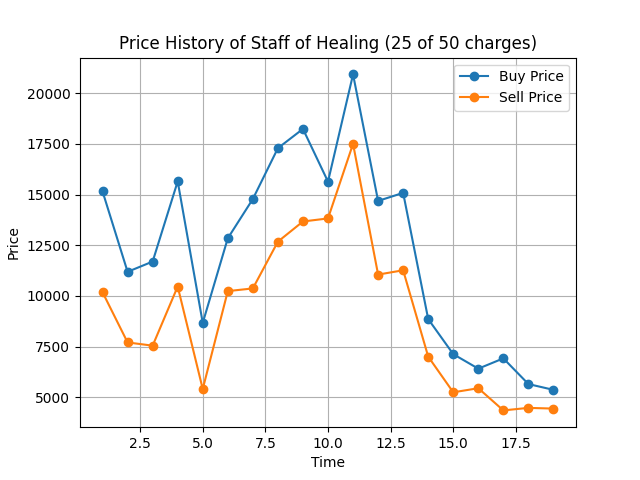 Price History of Staff of Healing (25 of 50 charges)
Buy Price
Sell Price
20000
17500
15000
12500
10000
7500
5000
Price
2.5 5.0 7.5 10.0 12.5 15.0 17.5
Time